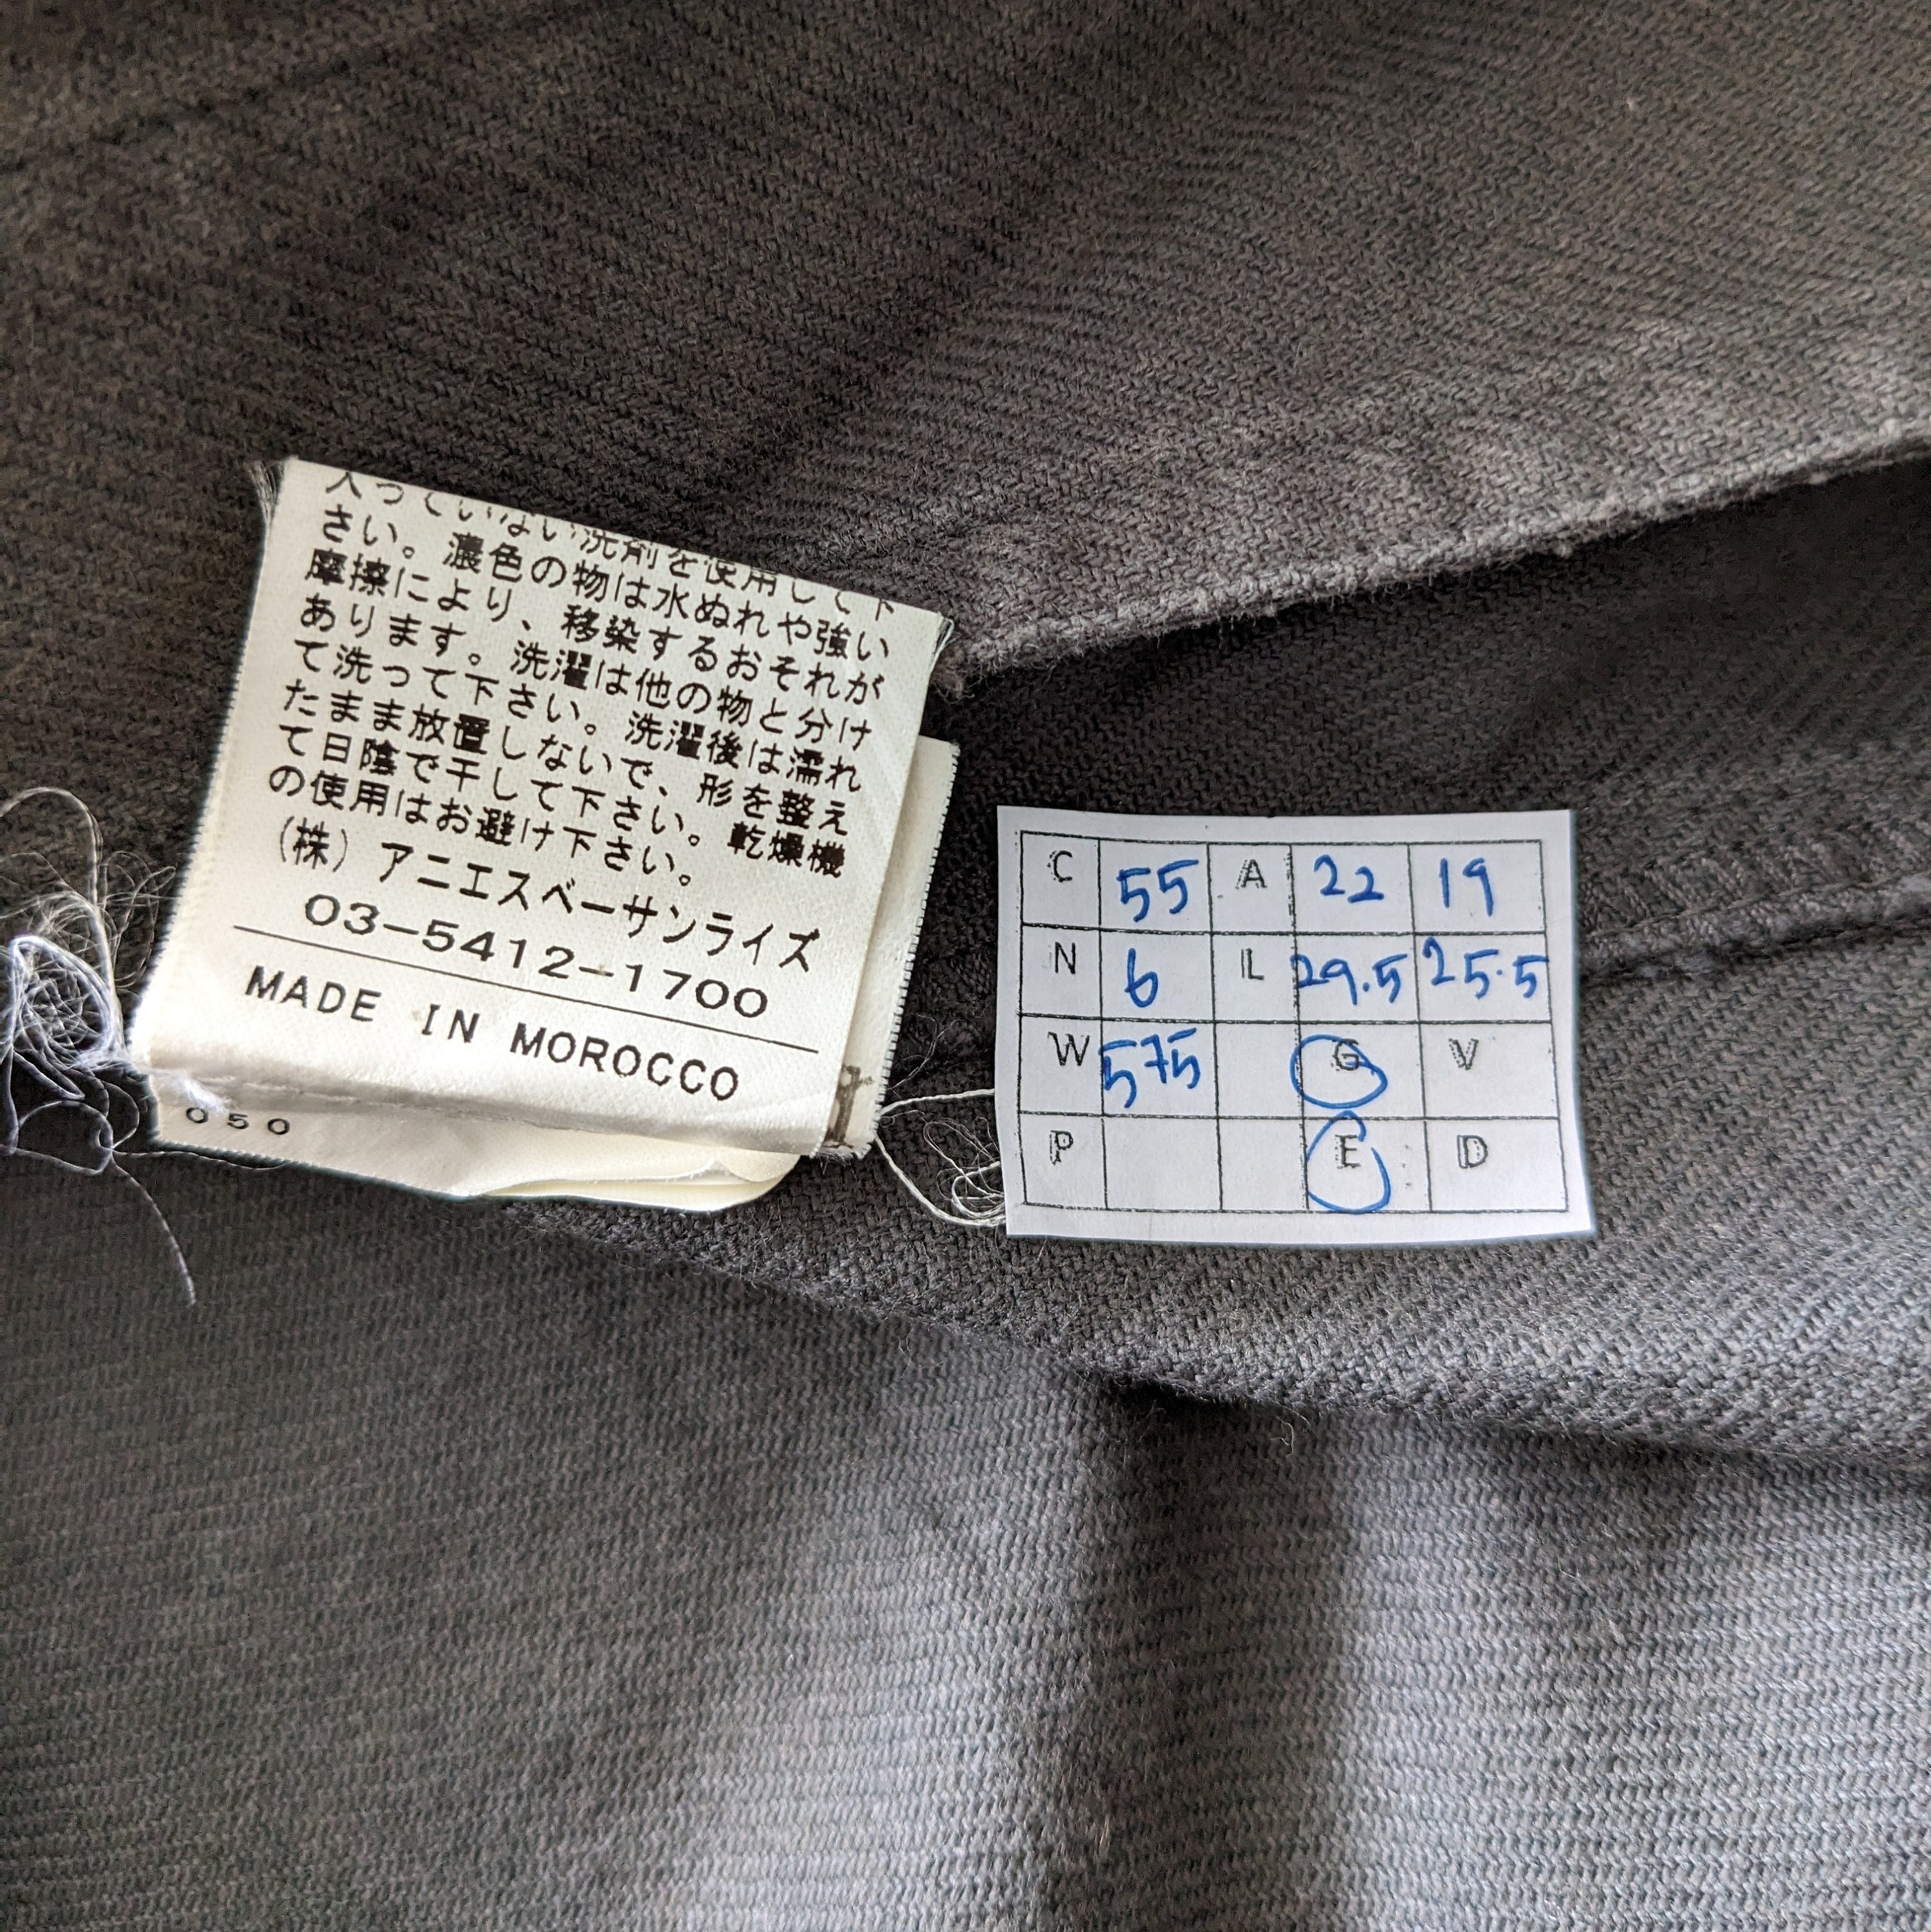 入っていない洗剤を使用して下
さい。濃色の物は水ぬれや強い
摩擦により、移染するおそれが
あります。洗濯は他の物と分け
て洗って下さい。洗濯後は濡れ
たまま放置しないで、形を整え
て日陰で干して下さい。乾燥機
の使用はお避け下さい。
(株)アニエスベーサンライズ
03-5412-1700
MADE IN MOROCCO
050
C 55 A 22 19
N 6 L 29.5 25.5
W 575 G V
P E D